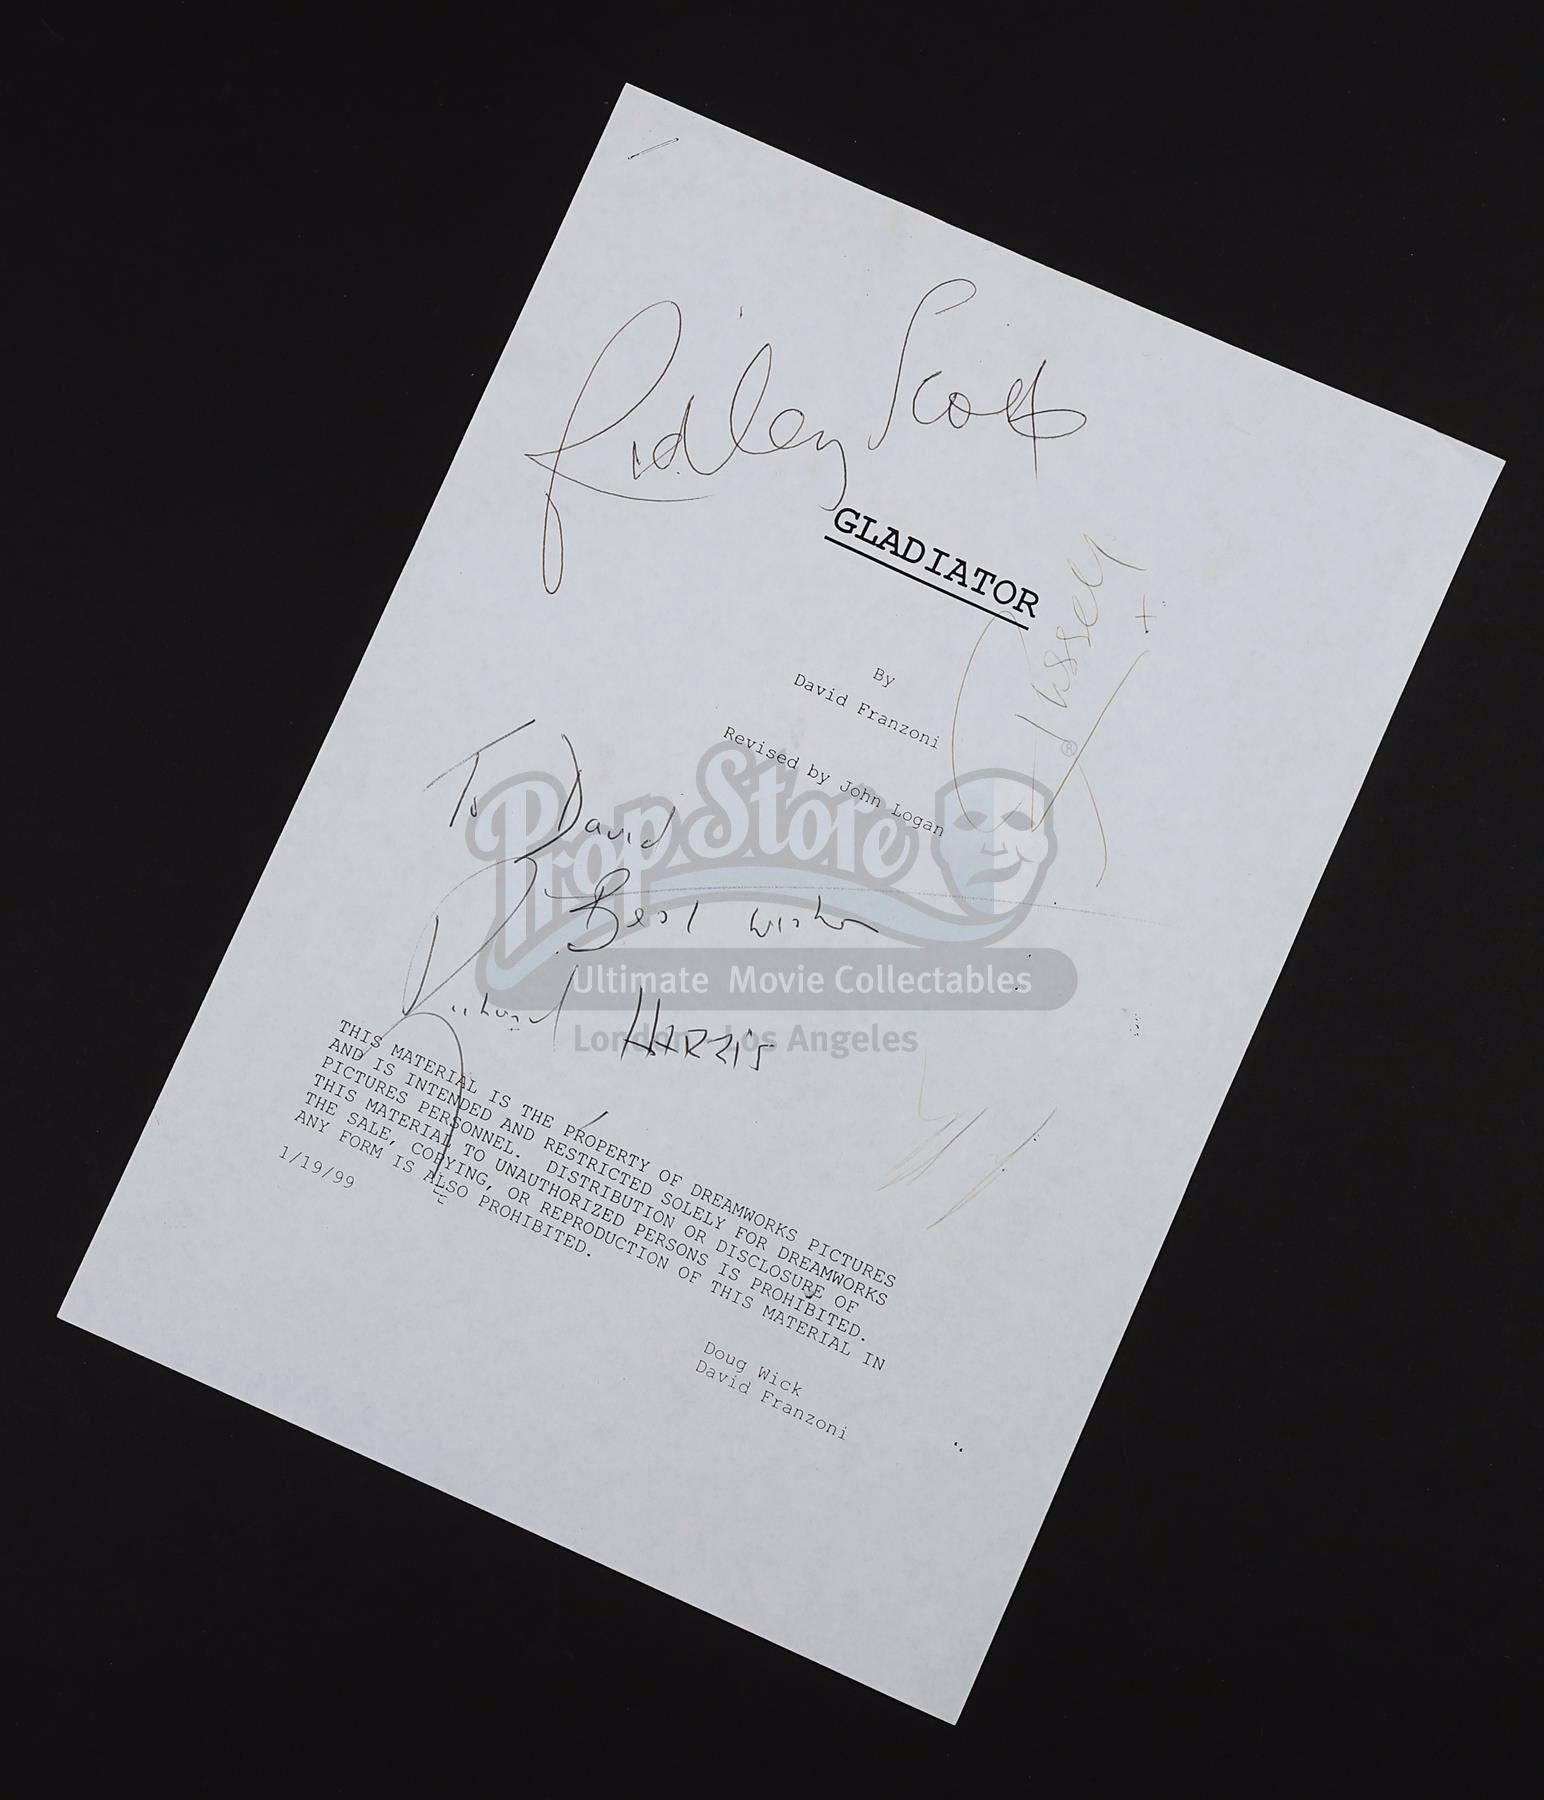 Ridley Scott
GLADIATOR
By
David Franzoni
Revised by John Logan
To David
Best wishes
Richard HARRis
PropStore
®
Ultimate Movie Collectables
London - Los Angeles
THIS MATERIAL IS THE PROPERTY OF DREAMWORKS PICTURES
AND IS INTENDED AND RESTRICTED SOLELY FOR DREAMWORKS
PICTURES PERSONNEL. DISTRIBUTION OR DISCLOSURE OF
THIS MATERIAL TO UNAUTHORIZED PERSONS IS PROHIBITED.
THE SALE, COPYING, OR REPRODUCTION OF THIS MATERIAL IN
ANY FORM IS ALSO PROHIBITED.
1/19/99
Doug Wick
David Franzoni